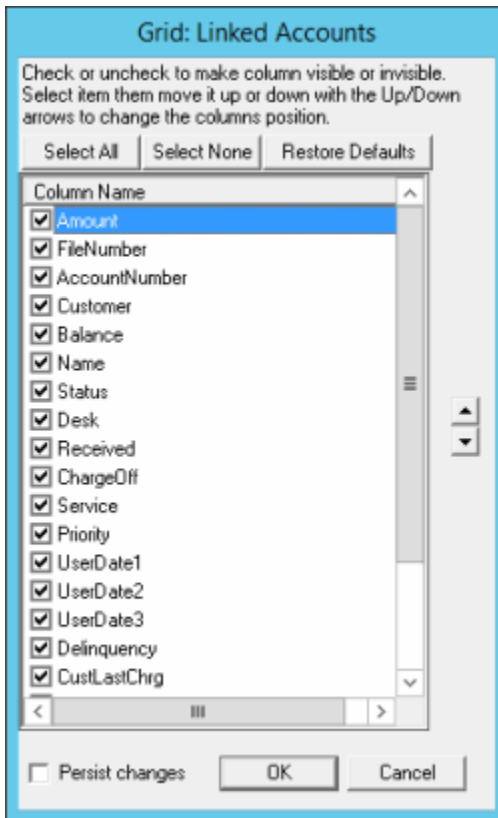 Grid: Linked Accounts
Check or uncheck to make column visible or invisible.
Select item them move it up or down with the Up/Down
arrows to change the columns position.
Select All Select None Restore Defaults
Column Name
Amount
FileNumber
AccountNumber
Customer
Balance
Name
Status
Desk
Received
ChargeOff
Service
Priority
UserDate1
UserDate2
UserDate3
Delinquency
CustLastChrg
Persist changes OK Cancel